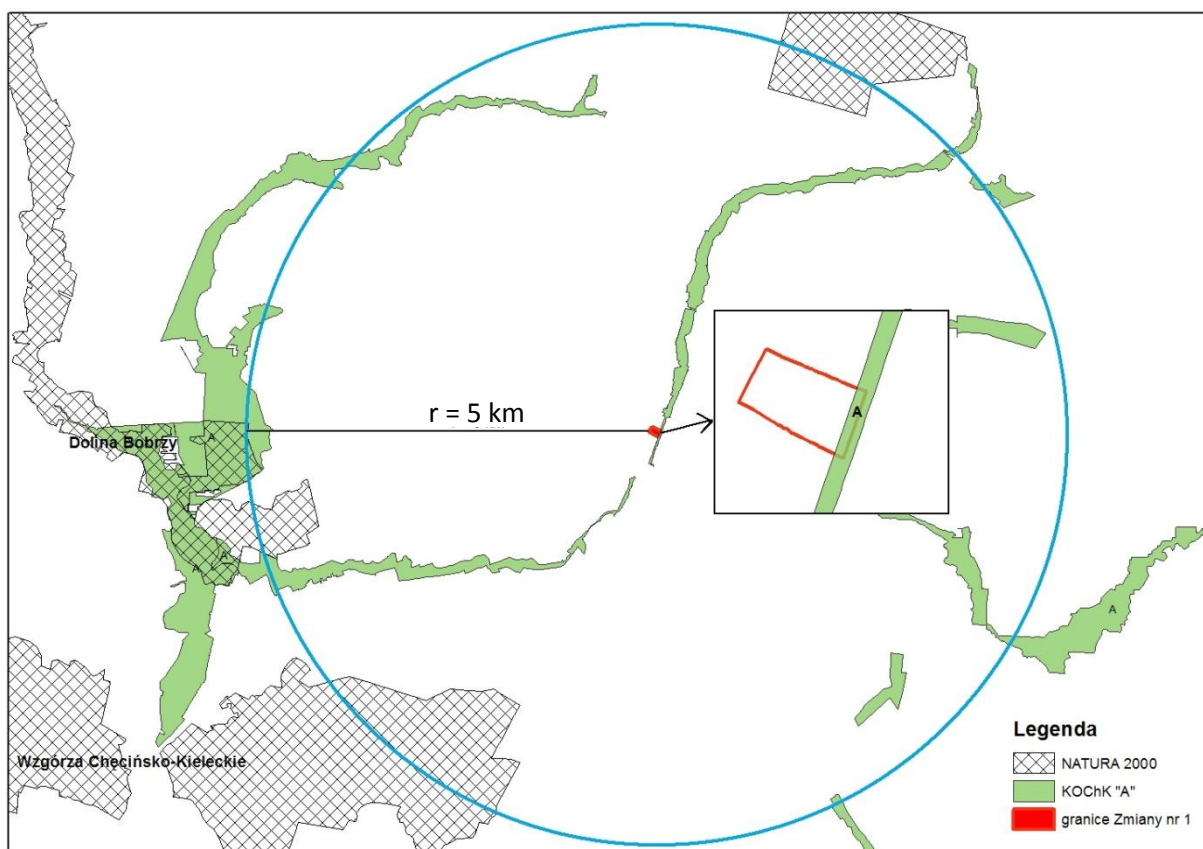 r = 5 km
A
Dolina Bobrzy
A
A
A
A
Wzgórza Chęcińsko-Kieleckie
Legenda
NATURA 2000
KOChK "A"
granice Zmiany nr 1